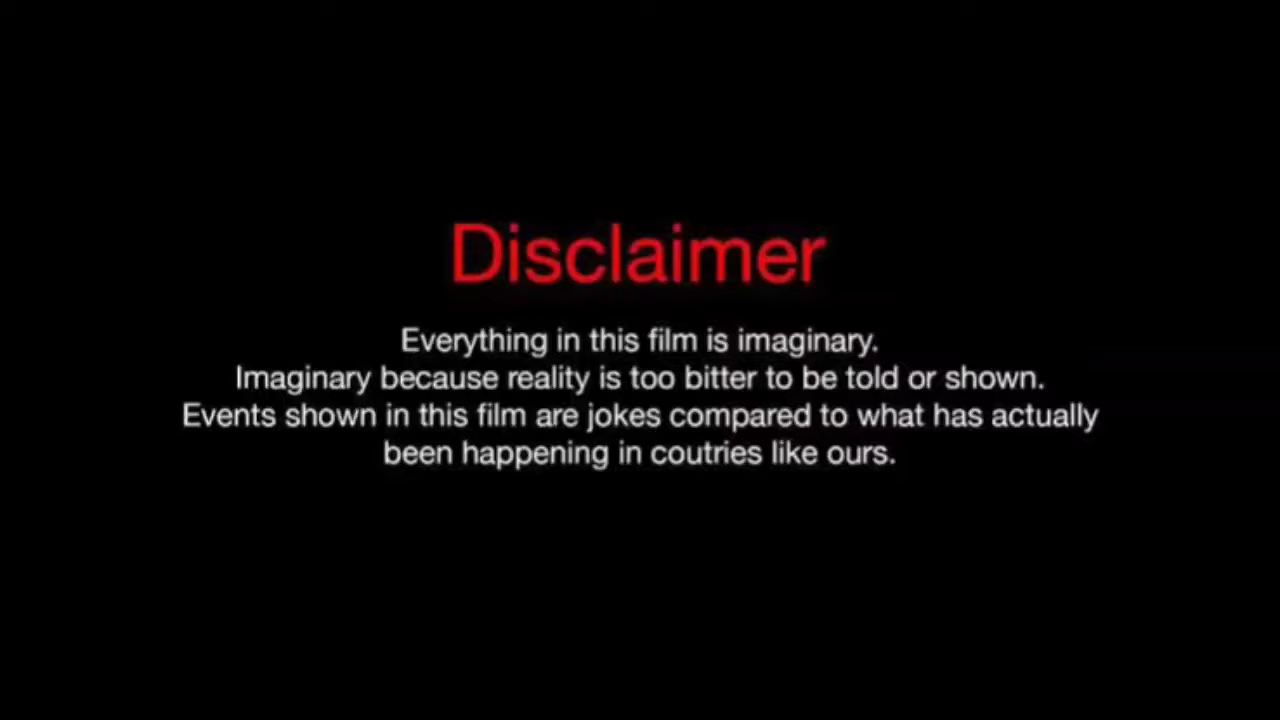 Disclaimer
Everything in this film is imaginary.
Imaginary because reality is too bitter to be told or shown.
Events shown in this film are jokes compared to what has actually
been happening in coutries like ours.